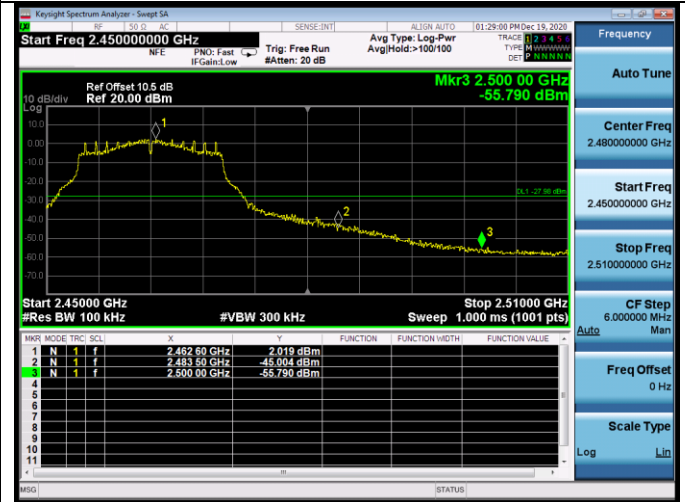 Keysight Spectrum Analyzer - Swept SA
RF 50 Ω AC SENSE:INT ALIGN AUTO 01:29:00 PM Dec 19, 2020
Start Freq 2.450000000 GHz
NFE PNO: Fast IFGain:Low Trig: Free Run #Atten: 20 dB
Avg Type: Log-Pwr Avg|Hold:>100/100
TRACE 1 2 3 4 5 6
TYPE M WWWWW
DET P N N N N N
Ref Offset 10.5 dB
10 dB/div Ref 20.00 dBm
Log
Mkr3 2.500 00 GHz
-55.790 dBm
10.0
0.00
-10.0
-20.0
-30.0
-40.0
-50.0
-60.0
-70.0
1
2
3
DL1 -27.98 dBm
Start 2.45000 GHz Stop 2.51000 GHz
#Res BW 100 kHz #VBW 300 kHz Sweep 1.000 ms (1001 pts)
MKR MODE TRC SCL X Y FUNCTION FUNCTION WIDTH FUNCTION VALUE
1 N 1 f 2.462 60 GHz 2.019 dBm
2 N 1 f 2.483 50 GHz -45.004 dBm
3 N 1 f 2.500 00 GHz -55.790 dBm
4
5
6
7
8
9
10
11
MSG STATUS
Frequency
Auto Tune
Center Freq
2.480000000 GHz
Start Freq
2.450000000 GHz
Stop Freq
2.510000000 GHz
CF Step
6.000000 MHz
Auto Man
Freq Offset
0 Hz
Scale Type
Log Lin